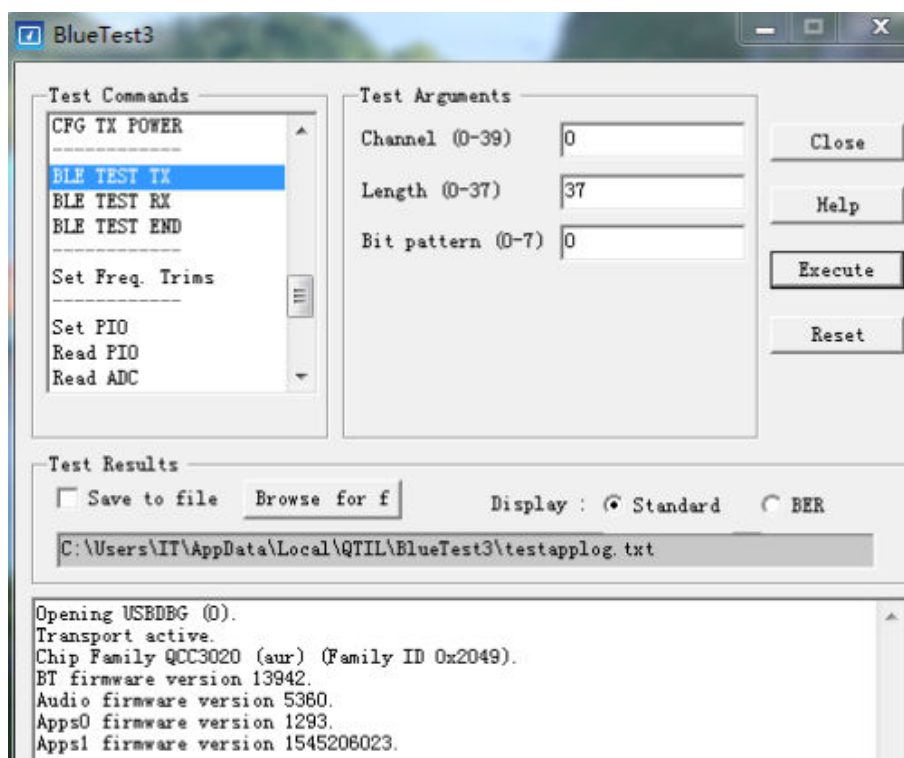 BlueTest3
Test Commands
CFG TX POWER
------------
BLE TEST TX
BLE TEST RX
BLE TEST END
------------
Set Freq. Trims
------------
Set PIO
Read PIO
Read ADC
Test Arguments
Channel (0-39) 0
Length (0-37) 37
Bit pattern (0-7) 0
Close
Help
Execute
Reset
Test Results
Save to file Browse for f Display : Standard BER
C:\Users\IT\AppData\Local\QTIL\BlueTest3\testapplog.txt
Opening USBDBG (0).
Transport active.
Chip Family QCC3020 (aur) (Family ID 0x2049).
BT firmware version 13942.
Audio firmware version 5360.
Apps0 firmware version 1293.
Apps1 firmware version 1545206023.